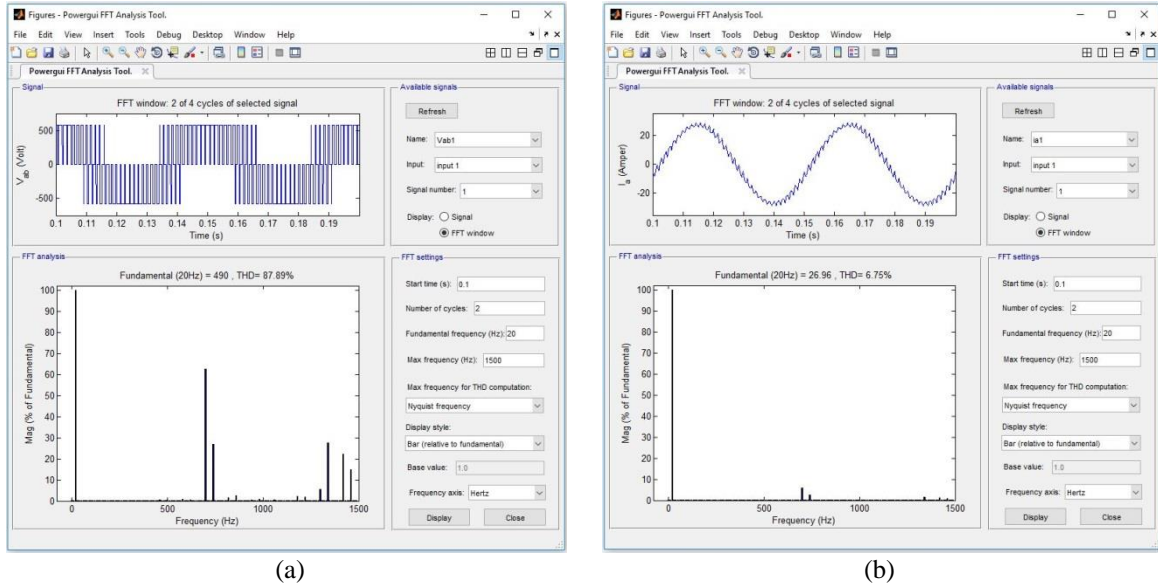 Figures - Powergui FFT Analysis Tool.
File Edit View Insert Tools Debug Desktop Window Help
Powergui FFT Analysis Tool.
Signal
FFT window: 2 of 4 cycles of selected signal
500
0
-500
V_ab (Volt)
0.1 0.11 0.12 0.13 0.14 0.15 0.16 0.17 0.18 0.19
Time (s)
Available signals
Refresh
Name: Vab1
Input: input 1
Signal number: 1
Display: Signal
FFT window
FFT analysis
Fundamental (20Hz) = 490 , THD= 87.89%
100
90
80
70
60
50
40
30
20
10
0
Mag (% of Fundamental)
0 500 1000 1500
Frequency (Hz)
FFT settings
Start time (s): 0.1
Number of cycles: 2
Fundamental frequency (Hz): 20
Max frequency (Hz): 1500
Max frequency for THD computation:
Nyquist frequency
Display style:
Bar (relative to fundamental)
Base value: 1.0
Frequency axis: Hertz
Display Close
(a)
Figures - Powergui FFT Analysis Tool.
File Edit View Insert Tools Debug Desktop Window Help
Powergui FFT Analysis Tool.
Signal
FFT window: 2 of 4 cycles of selected signal
20
0
-20
I_a (Amper)
0.1 0.11 0.12 0.13 0.14 0.15 0.16 0.17 0.18 0.19
Time (s)
Available signals
Refresh
Name: ia1
Input: input 1
Signal number: 1
Display: Signal
FFT window
FFT analysis
Fundamental (20Hz) = 26.96 , THD= 6.75%
100
90
80
70
60
50
40
30
20
10
0
Mag (% of Fundamental)
0 500 1000 1500
Frequency (Hz)
FFT settings
Start time (s): 0.1
Number of cycles: 2
Fundamental frequency (Hz): 20
Max frequency (Hz): 1500
Max frequency for THD computation:
Nyquist frequency
Display style:
Bar (relative to fundamental)
Base value: 1.0
Frequency axis: Hertz
Display Close
(b)